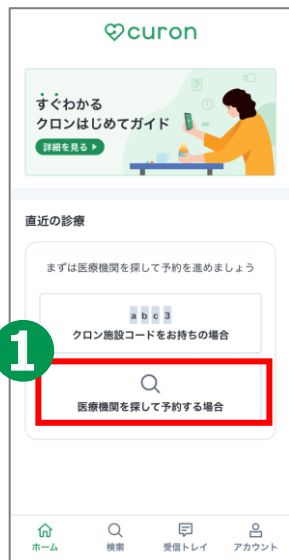 curon
すぐわかる
クロンはじめてガイド
詳細を見る
直近の診療
まずは医療機関を探して予約を進めましょう
a b c 3
クロン施設コードをお持ちの場合
1
医療機関を探して予約する場合
ホーム 検索 受信トレイ アカウント